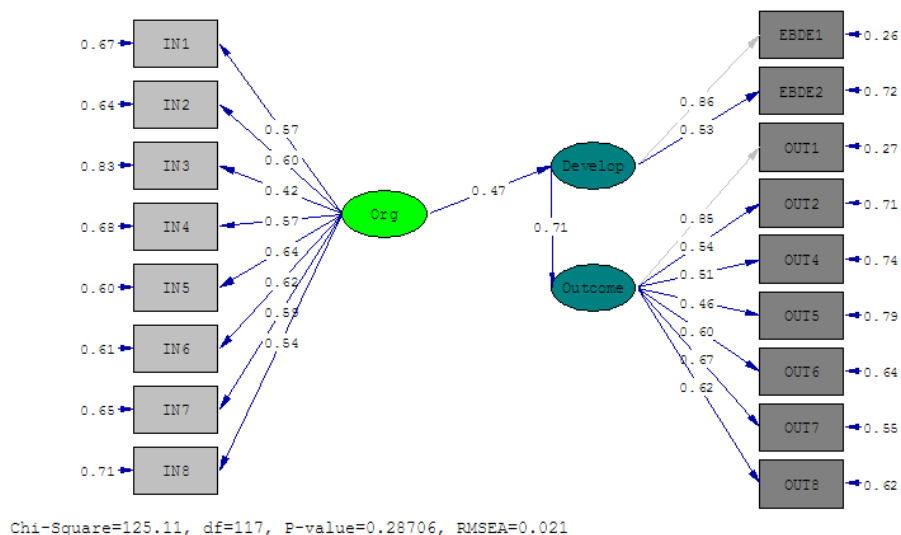 0.67 IN1
0.64 IN2
0.83 IN3
0.68 IN4
0.60 IN5
0.61 IN6
0.65 IN7
0.71 IN8
0.57
0.60
0.42
0.57
0.64
0.62
0.59
0.54
Org
0.47
Develop
0.71
Outcome
0.86
0.53
0.85
0.54
0.51
0.46
0.60
0.67
0.62
EBDE1 0.26
EBDE2 0.72
OUT1 0.27
OUT2 0.71
OUT4 0.74
OUT5 0.79
OUT6 0.64
OUT7 0.55
OUT8 0.62
Chi-Square=125.11, df=117, P-value=0.28706, RMSEA=0.021